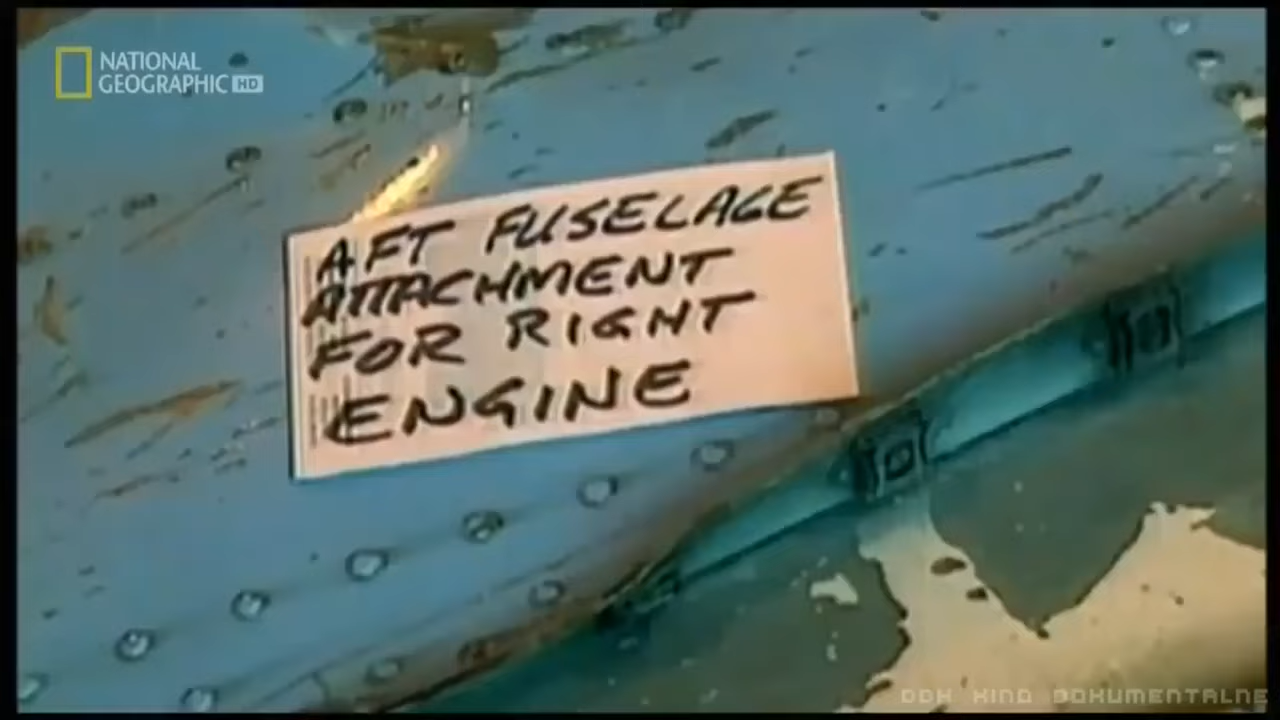 NATIONAL
GEOGRAPHIC HD
AFT FUSELAGE
ATTACHMENT
FOR RIGHT
ENGINE
DDK KINO DOKUMENTALNE